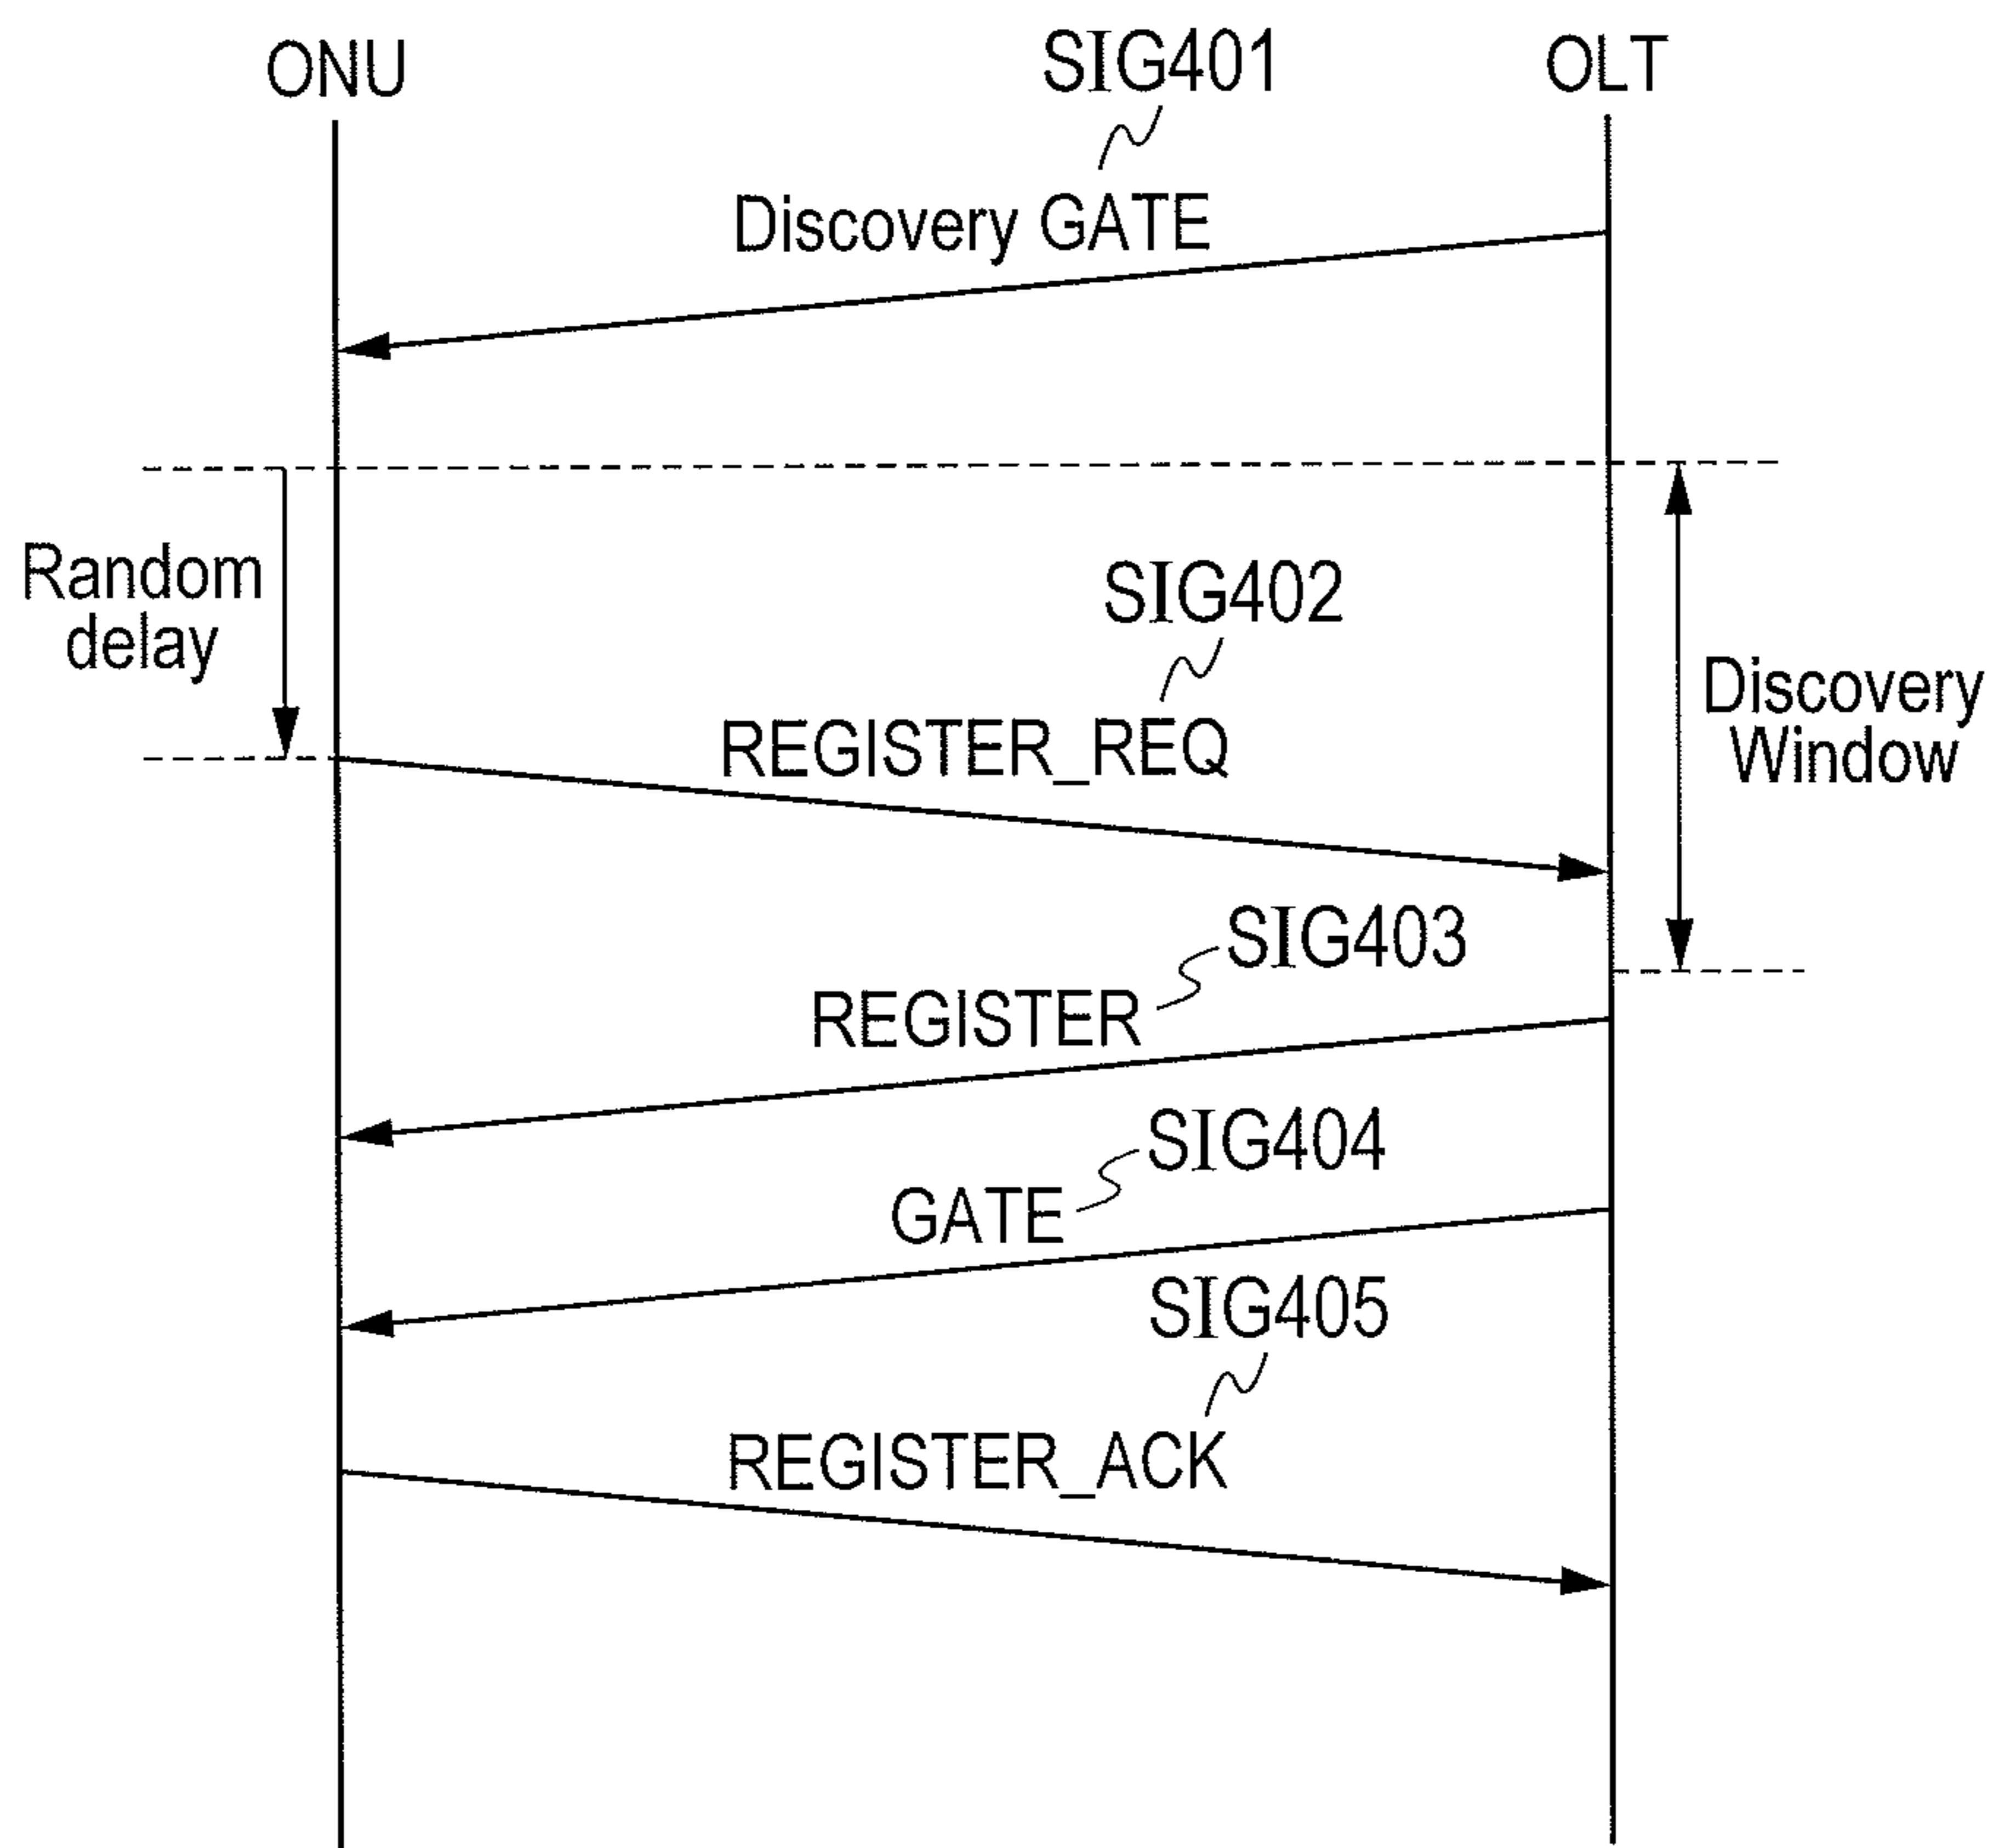 ONU
SIG401
OLT
Discovery GATE
Random
delay
SIG402
REGISTER_REQ
Discovery
Window
SIG403
REGISTER
SIG404
GATE
SIG405
REGISTER_ACK